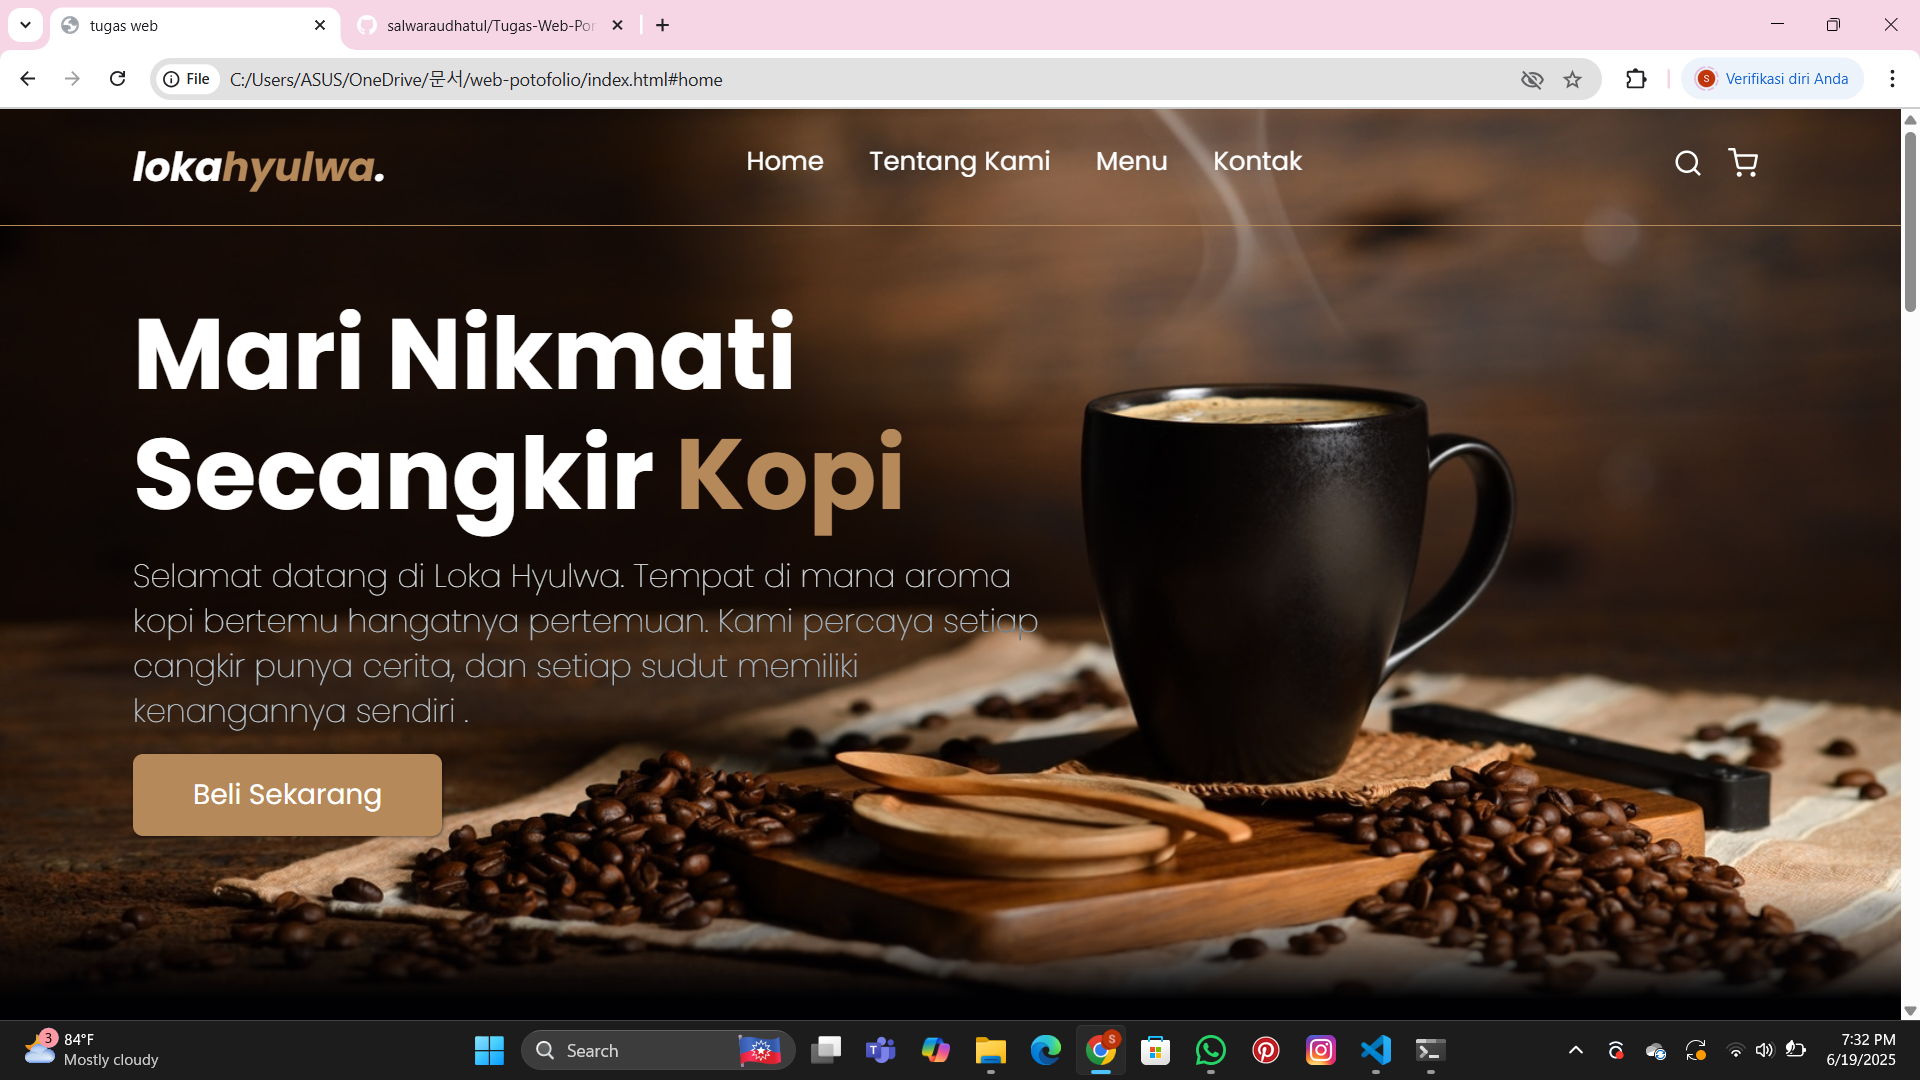 tugas web
salwaraudhatul/Tugas-Web-Por
File
C:/Users/ASUS/OneDrive/문서/web-potofolio/index.html#home
S
Verifikasi diri Anda
lokahyulwa.
Home
Tentang Kami
Menu
Kontak
Mari Nikmati
Secangkir Kopi
Selamat datang di Loka Hyulwa. Tempat di mana aroma
kopi bertemu hangatnya pertemuan. Kami percaya setiap
cangkir punya cerita, dan setiap sudut memiliki
kenangannya sendiri .
Beli Sekarang
3
84°F
Mostly cloudy
Search
S
7:32 PM
6/19/2025